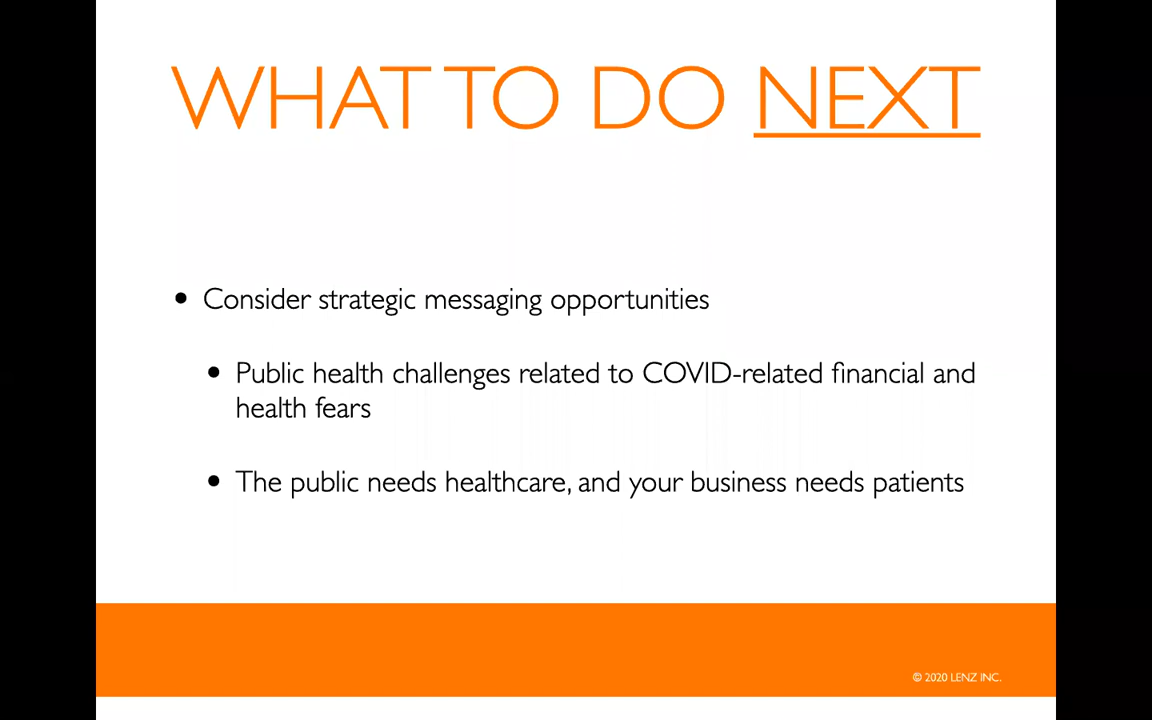 WHAT TO DO NEXT
• Consider strategic messaging opportunities
• Public health challenges related to COVID-related financial and
health fears
• The public needs healthcare, and your business needs patients
© 2020 LENZ INC.